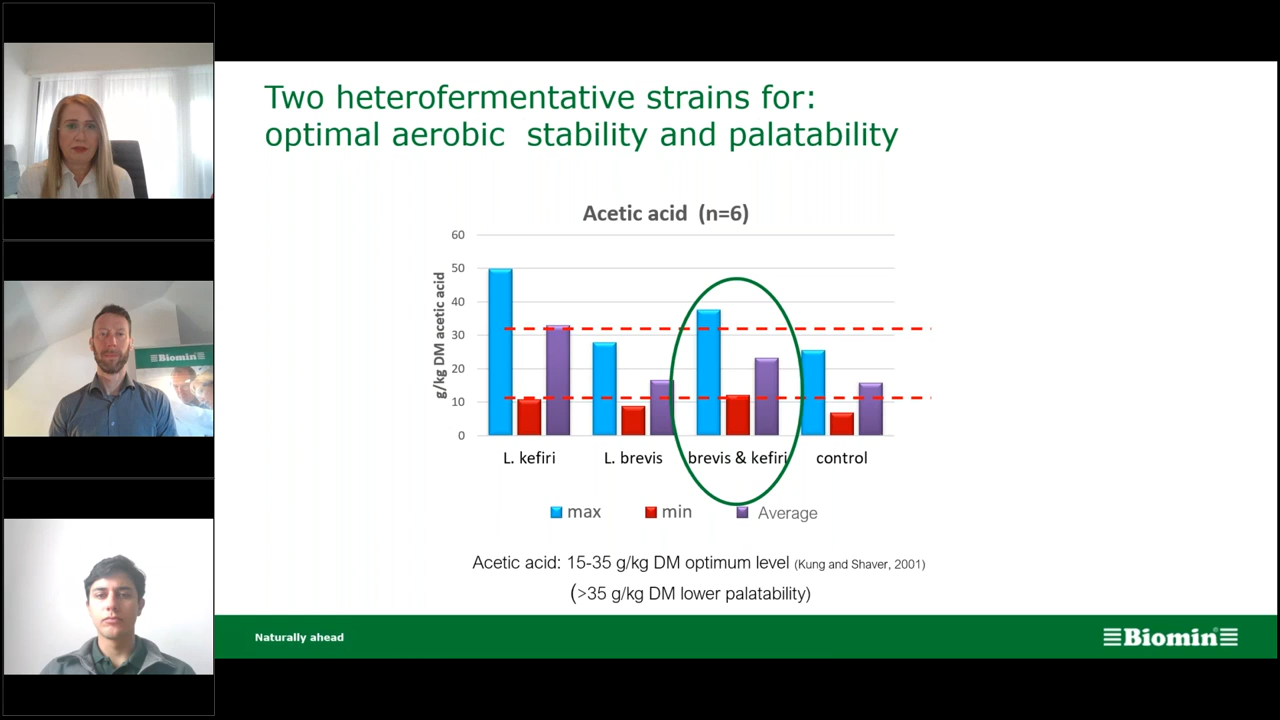 Two heterofermentative strains for:
optimal aerobic stability and palatability
Acetic acid (n=6)
g/kg DM acetic acid
60
50
40
30
20
10
0
L. kefiri
L. brevis
brevis & kefiri
control
max
min
Average
Acetic acid: 15-35 g/kg DM optimum level (Kung and Shaver, 2001)
(>35 g/kg DM lower palatability)
Naturally ahead
Biomin®
Biomin